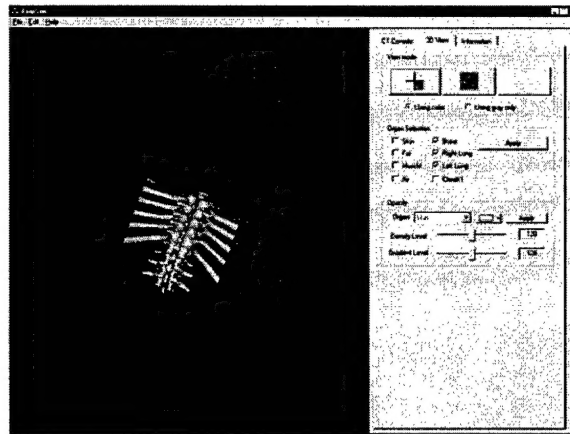 File Edit Help
CT Console 3D View Information
View mode
Using color Using gray only
Organ Selection
Skin Bone Apply
Fat Right Lung
Muscle Left Lung
Air
Opacity
Organ Skin Apply
Density Level
Gradient Level